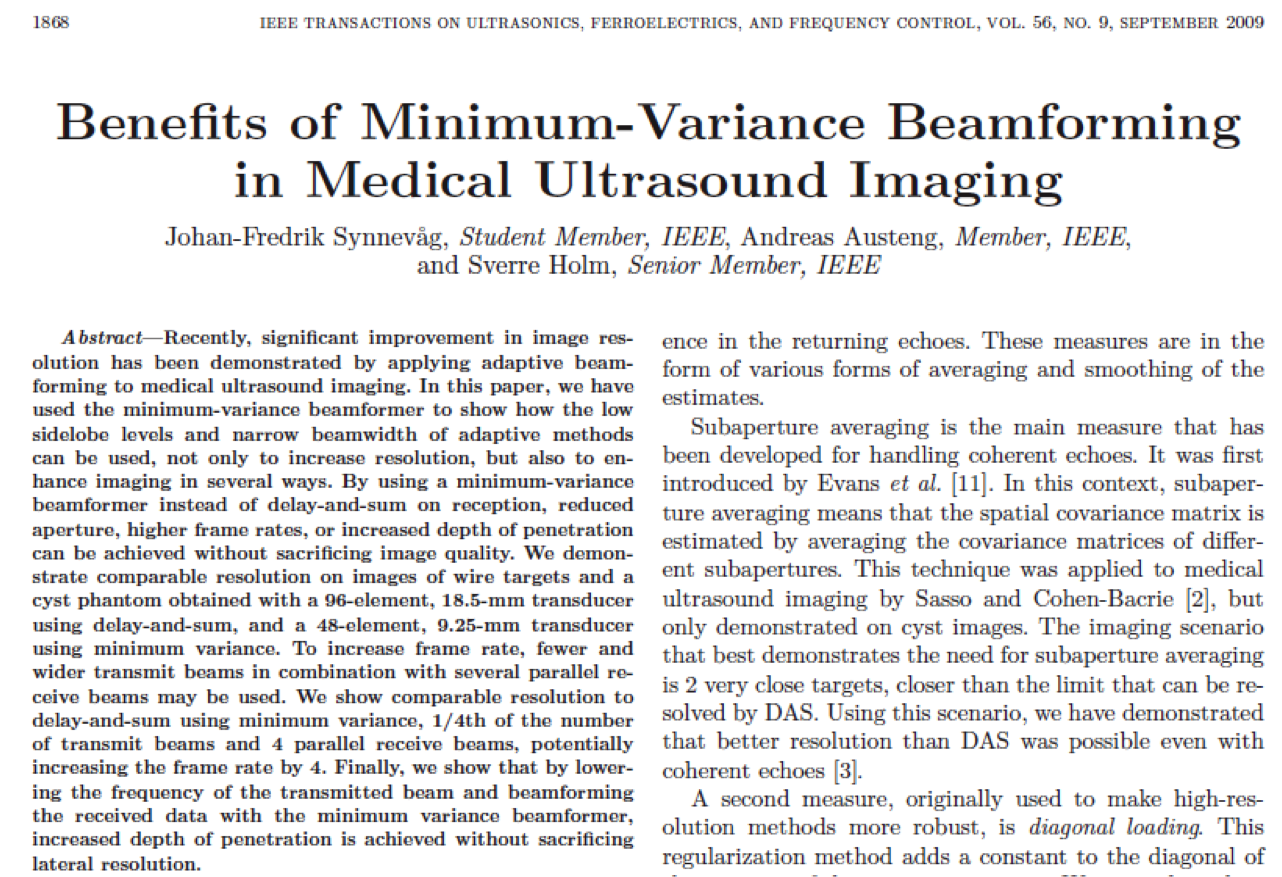 1868
IEEE TRANSACTIONS ON ULTRASONICS, FERROELECTRICS, AND FREQUENCY CONTROL, VOL. 56, NO. 9, SEPTEMBER 2009
Benefits of Minimum-Variance Beamforming
in Medical Ultrasound Imaging
Johan-Fredrik Synnevåg, Student Member, IEEE, Andreas Austeng, Member, IEEE,
and Sverre Holm, Senior Member, IEEE
Abstract—Recently, significant improvement in image res-
olution has been demonstrated by applying adaptive beam-
forming to medical ultrasound imaging. In this paper, we have
used the minimum-variance beamformer to show how the low
sidelobe levels and narrow beamwidth of adaptive methods
can be used, not only to increase resolution, but also to en-
hance imaging in several ways. By using a minimum-variance
beamformer instead of delay-and-sum on reception, reduced
aperture, higher frame rates, or increased depth of penetration
can be achieved without sacrificing image quality. We demon-
strate comparable resolution on images of wire targets and a
cyst phantom obtained with a 96-element, 18.5-mm transducer
using delay-and-sum, and a 48-element, 9.25-mm transducer
using minimum variance. To increase frame rate, fewer and
wider transmit beams in combination with several parallel re-
ceive beams may be used. We show comparable resolution to
delay-and-sum using minimum variance, 1/4th of the number
of transmit beams and 4 parallel receive beams, potentially
increasing the frame rate by 4. Finally, we show that by lower-
ing the frequency of the transmitted beam and beamforming
the received data with the minimum variance beamformer,
increased depth of penetration is achieved without sacrificing
lateral resolution.
ence in the returning echoes. These measures are in the
form of various forms of averaging and smoothing of the
estimates.
Subaperture averaging is the main measure that has
been developed for handling coherent echoes. It was first
introduced by Evans et al. [11]. In this context, subaper-
ture averaging means that the spatial covariance matrix is
estimated by averaging the covariance matrices of differ-
ent subapertures. This technique was applied to medical
ultrasound imaging by Sasso and Cohen-Bacrie [2], but
only demonstrated on cyst images. The imaging scenario
that best demonstrates the need for subaperture averaging
is 2 very close targets, closer than the limit that can be re-
solved by DAS. Using this scenario, we have demonstrated
that better resolution than DAS was possible even with
coherent echoes [3].
A second measure, originally used to make high-res-
olution methods more robust, is diagonal loading. This
regularization method adds a constant to the diagonal of